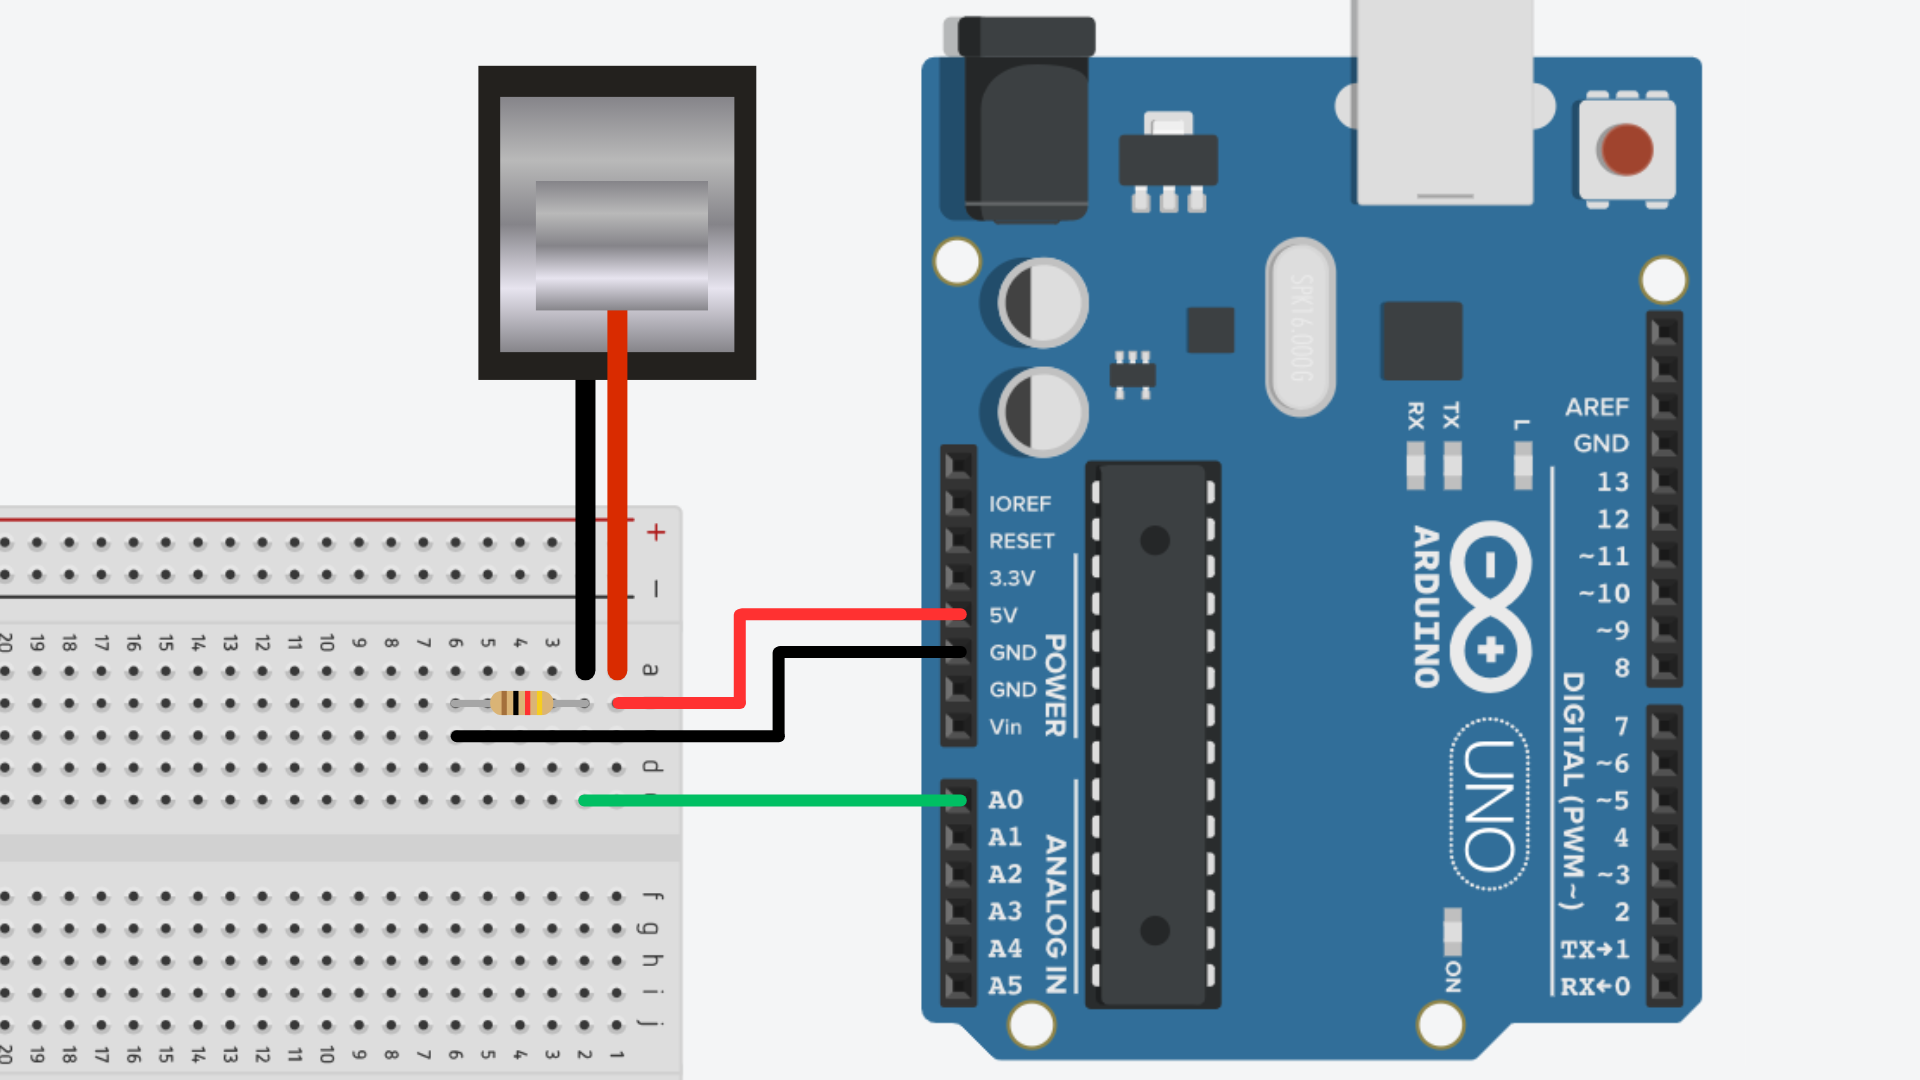 SPK16.000G
RX
TX
L
AREF
GND
13
12
~11
~10
~9
8
IOREF
RESET
3.3V
5V
GND
GND
Vin
POWER
ARDUINO
UNO
DIGITAL (PWM~)
7
~6
~5
4
~3
2
TX→1
RX←0
A0
A1
A2
A3
A4
A5
ANALOG IN
ON
+
−
20 19 18 17 16 15 14 13 12 11 10 9 8 7 6 5 4 3
a
d
f
g
h
i
j
20 19 18 17 16 15 14 13 12 11 10 9 8 7 6 5 4 3 2 1